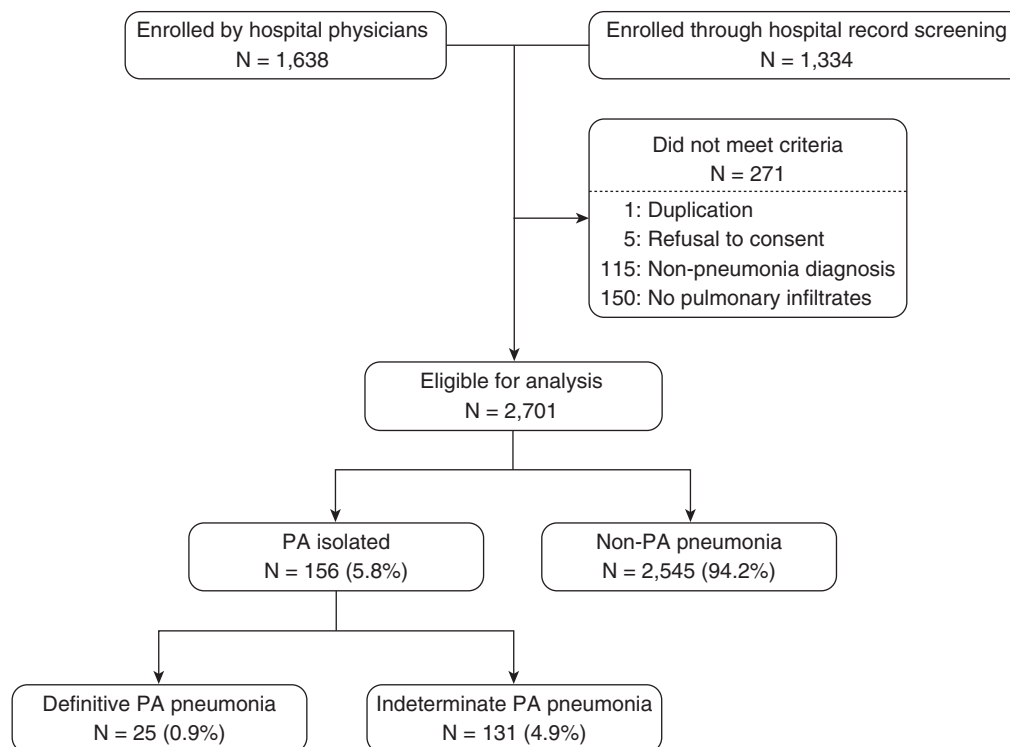 Enrolled by hospital physicians
N = 1,638
Enrolled through hospital record screening
N = 1,334
Did not meet criteria
N = 271
1: Duplication
5: Refusal to consent
115: Non-pneumonia diagnosis
150: No pulmonary infiltrates
Eligible for analysis
N = 2,701
PA isolated
N = 156 (5.8%)
Non-PA pneumonia
N = 2,545 (94.2%)
Definitive PA pneumonia
N = 25 (0.9%)
Indeterminate PA pneumonia
N = 131 (4.9%)